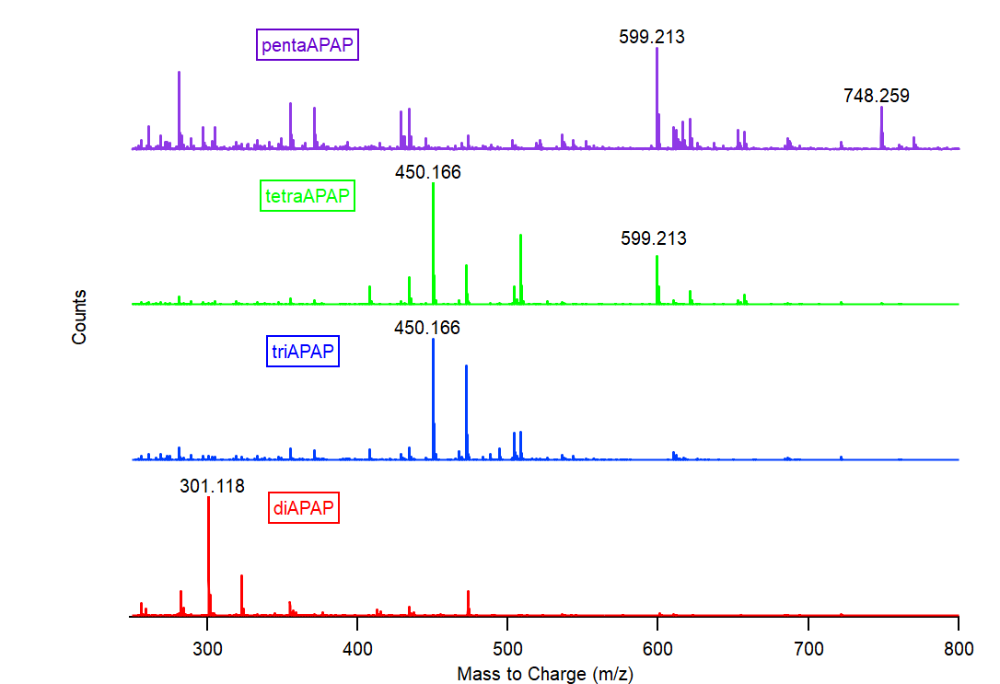 599.213
pentaAPAP
748.259
450.166
tetraAPAP
599.213
Counts
450.166
triAPAP
301.118
diAPAP
300 400 500 600 700 800
Mass to Charge (m/z)